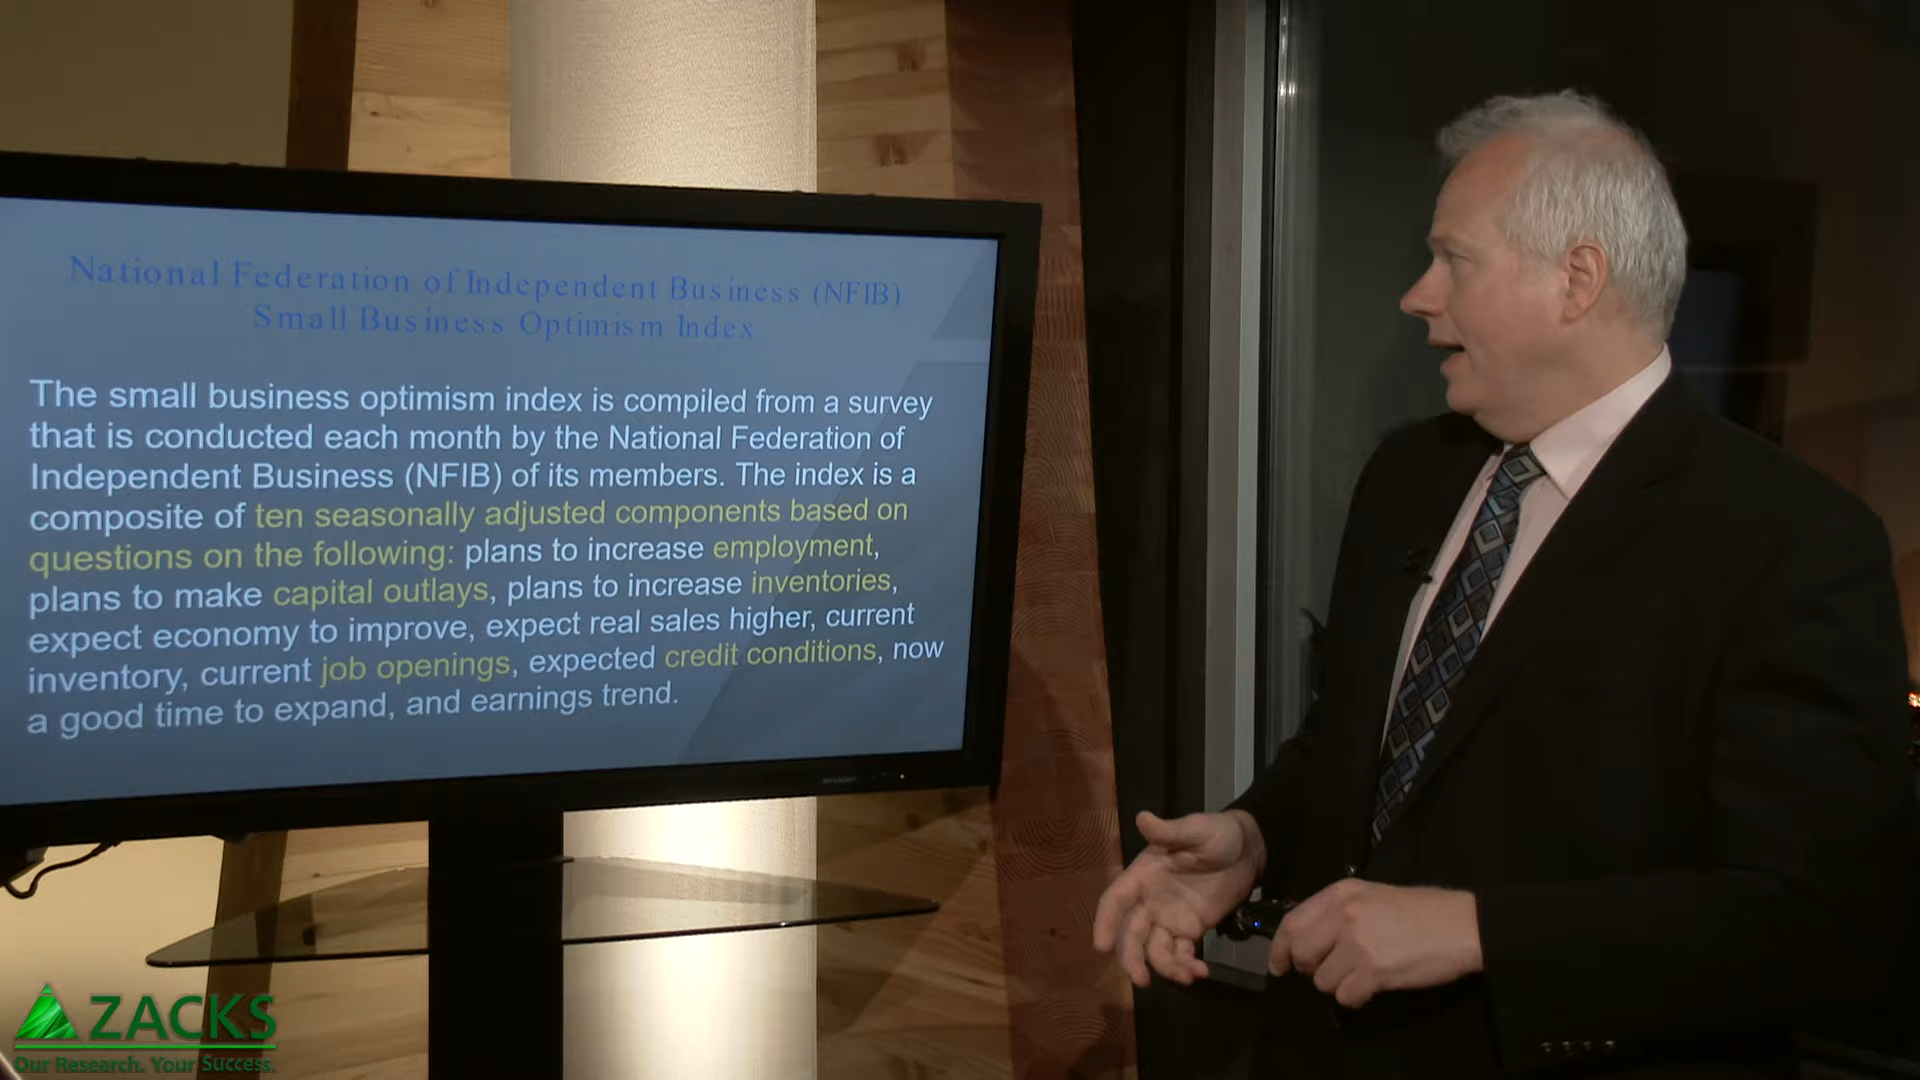 National Federation of Independent Business (NFIB)
Small Business Optimism Index
The small business optimism index is compiled from a survey
that is conducted each month by the National Federation of
Independent Business (NFIB) of its members. The index is a
composite of ten seasonally adjusted components based on
questions on the following: plans to increase employment,
plans to make capital outlays, plans to increase inventories,
expect economy to improve, expect real sales higher, current
inventory, current job openings, expected credit conditions, now
a good time to expand, and earnings trend.
SHARP
ZACKS
Our Research. Your Success.